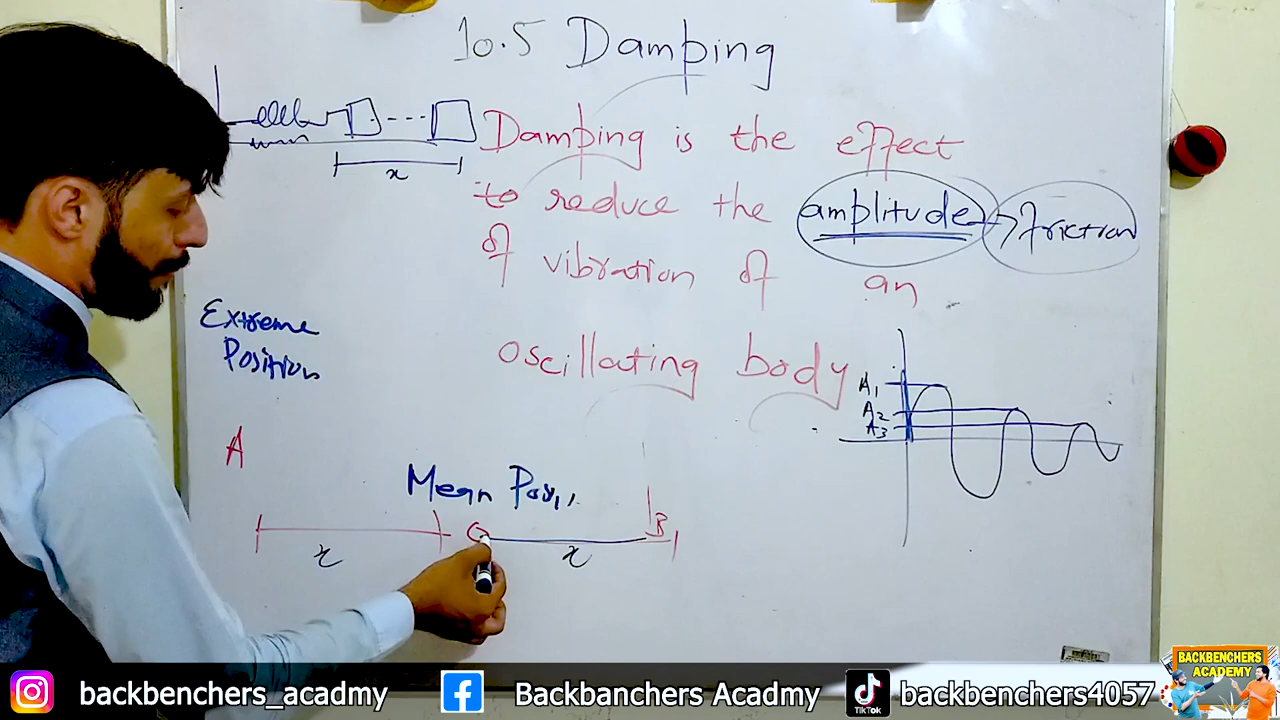 10.5 Damping
Damping is the effect
to reduce the amplitude → friction
of vibration of an
oscillating body
x
Extreme
Position
A
Mean Posi,,
O
B
x
x
A1
A2
A3
backbenchers_acadmy
Backbanchers Acadmy
TikTok
backbenchers4057
BACKBENCHERS
ACADEMY